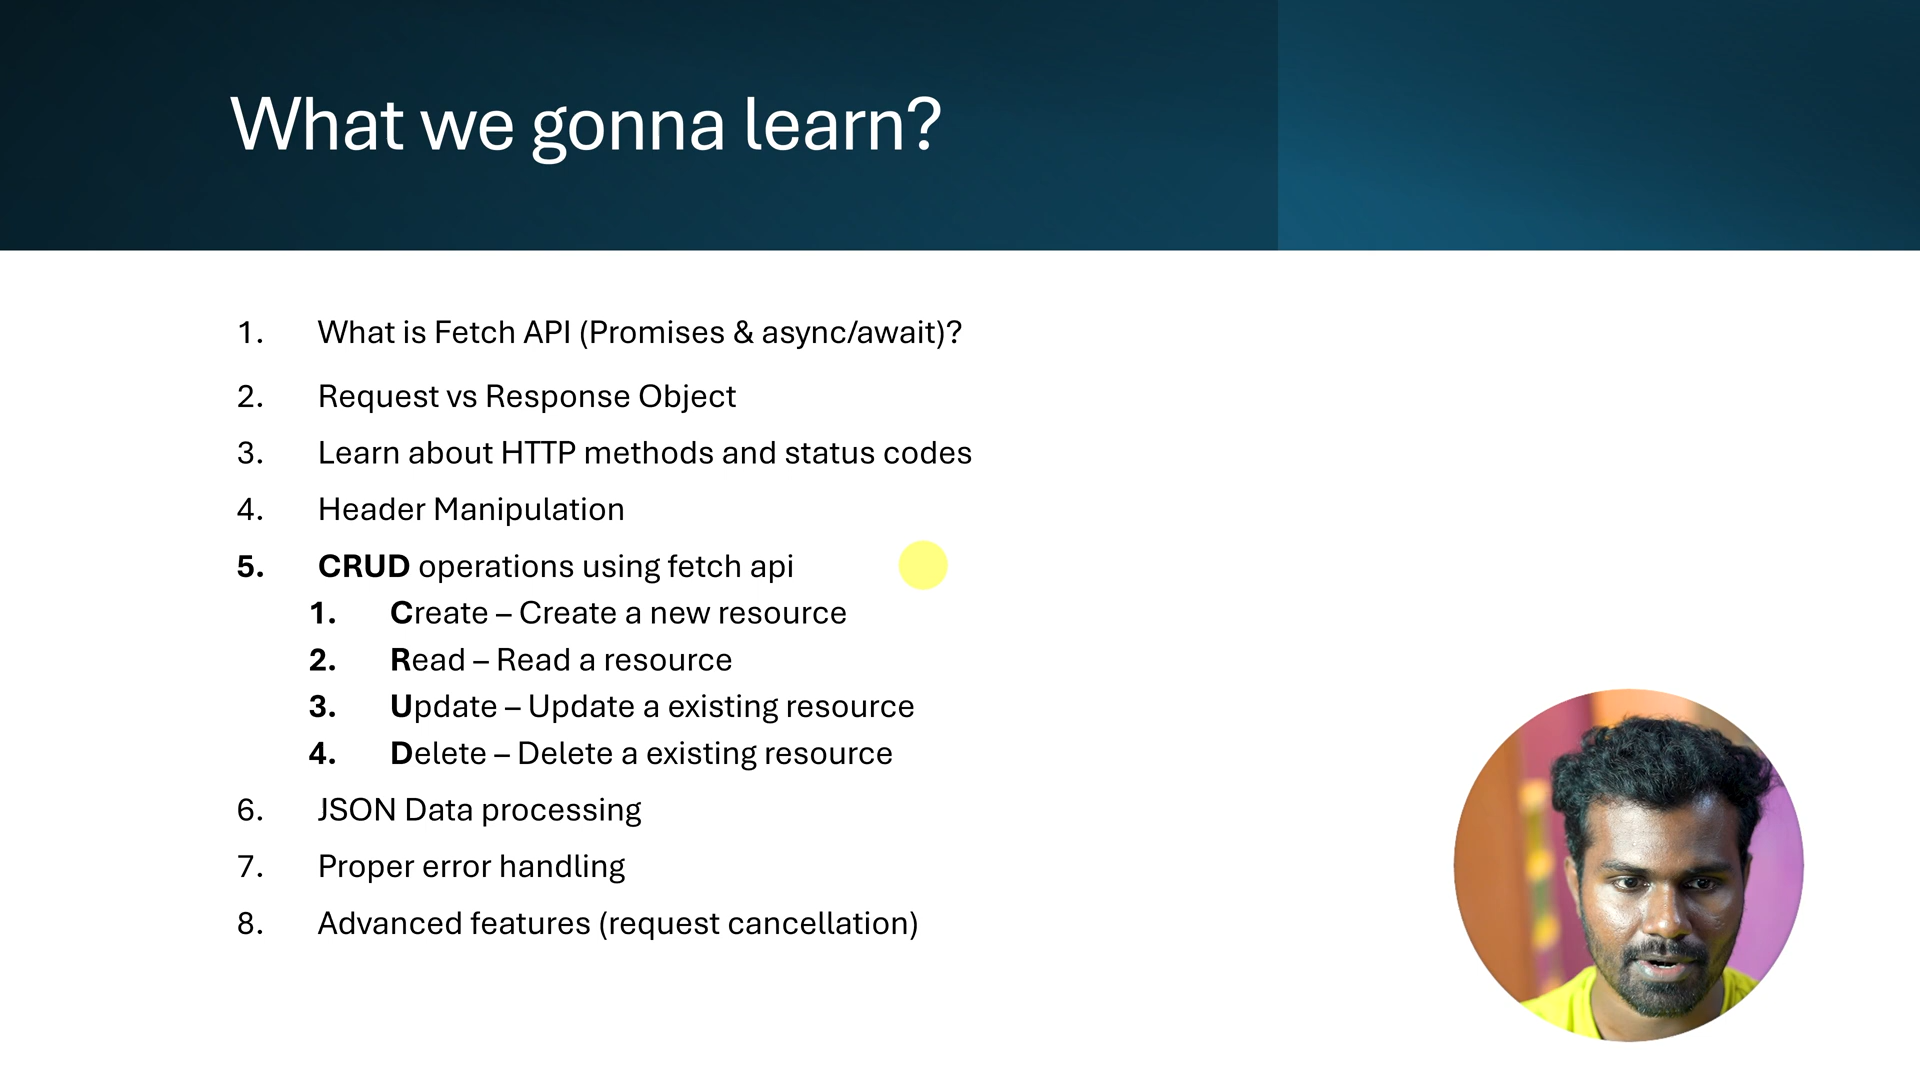 What we gonna learn?
1. What is Fetch API (Promises & async/await)?
2. Request vs Response Object
3. Learn about HTTP methods and status codes
4. Header Manipulation
5. CRUD operations using fetch api
1. Create – Create a new resource
2. Read – Read a resource
3. Update – Update a existing resource
4. Delete – Delete a existing resource
6. JSON Data processing
7. Proper error handling
8. Advanced features (request cancellation)